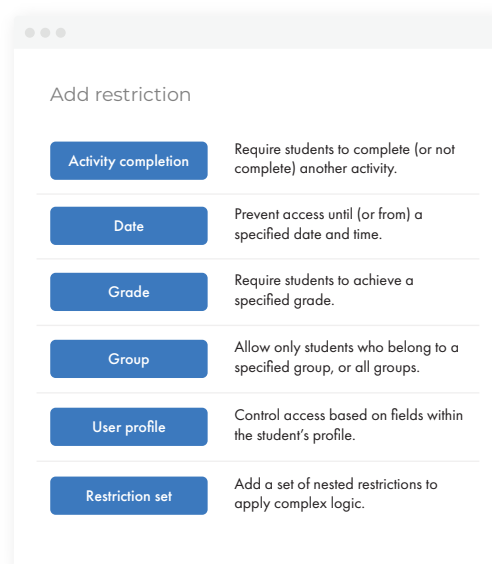 Add restriction
Activity completion
Require students to complete (or not
complete) another activity.
Date
Prevent access until (or from) a
specified date and time.
Grade
Require students to achieve a
specified grade.
Group
Allow only students who belong to a
specified group, or all groups.
User profile
Control access based on fields within
the student's profile.
Restriction set
Add a set of nested restrictions to
apply complex logic.